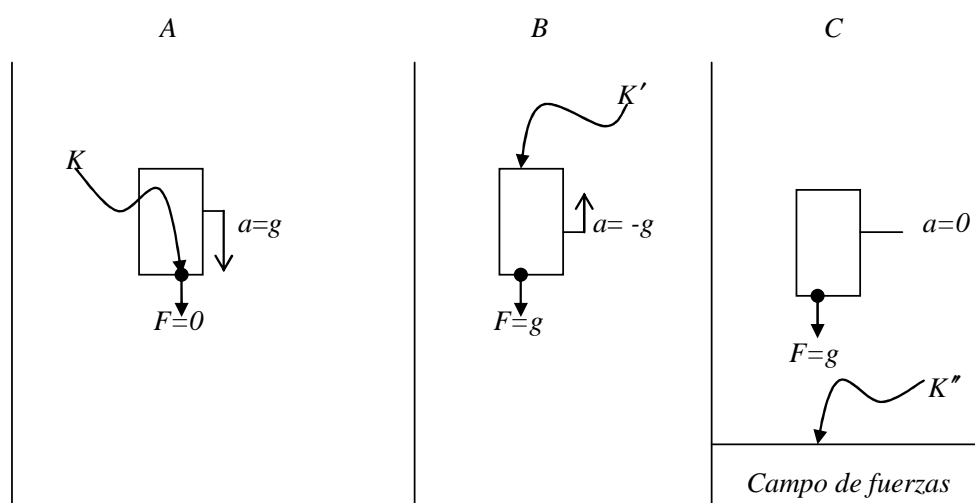 A
B
C
K
a=g
F=0
K'
a= -g
F=g
a=0
F=g
K"
Campo de fuerzas